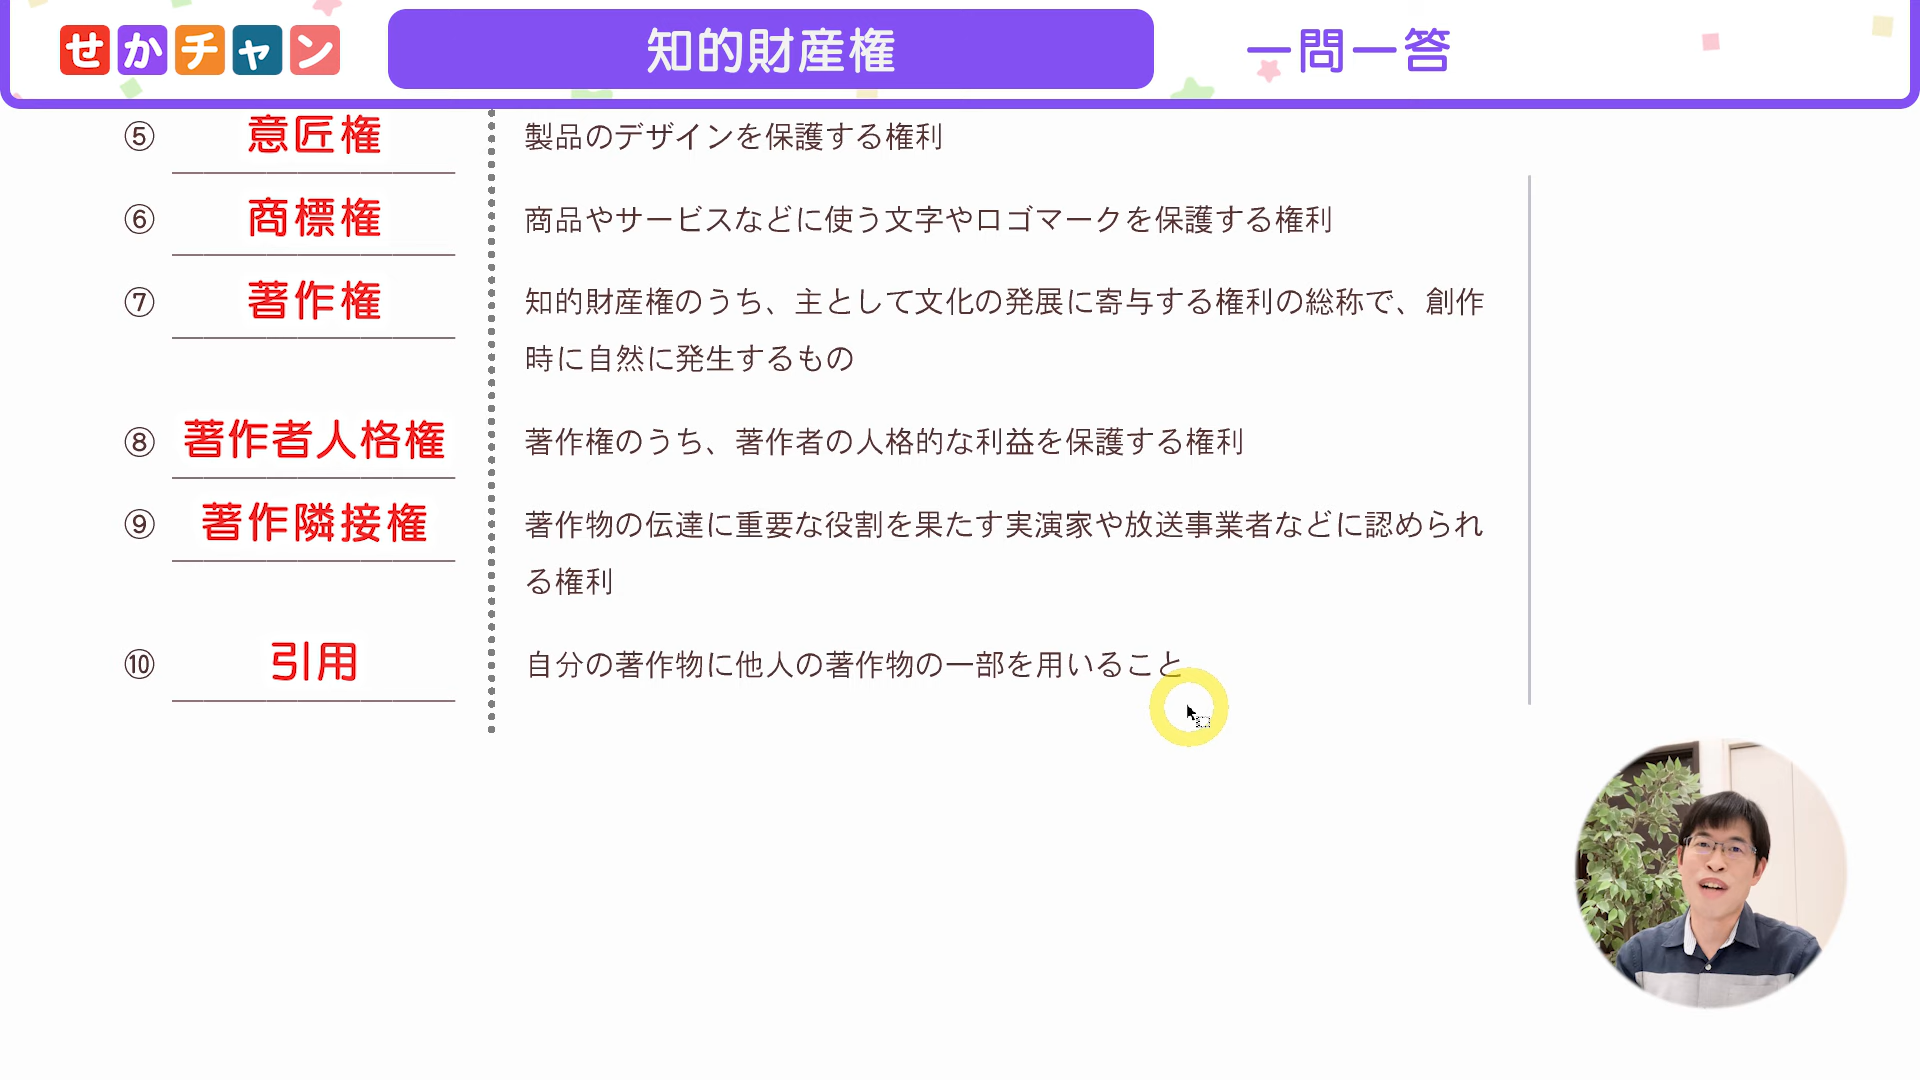 せかチャン
知的財産権
一問一答
⑤ 意匠権 製品のデザインを保護する権利
⑥ 商標権 商品やサービスなどに使う文字やロゴマークを保護する権利
⑦ 著作権 知的財産権のうち、主として文化の発展に寄与する権利の総称で、創作
時に自然に発生するもの
⑧ 著作者人格権 著作権のうち、著作者の人格的な利益を保護する権利
⑨ 著作隣接権 著作物の伝達に重要な役割を果たす実演家や放送事業者などに認められ
る権利
⑩ 引用 自分の著作物に他人の著作物の一部を用いること